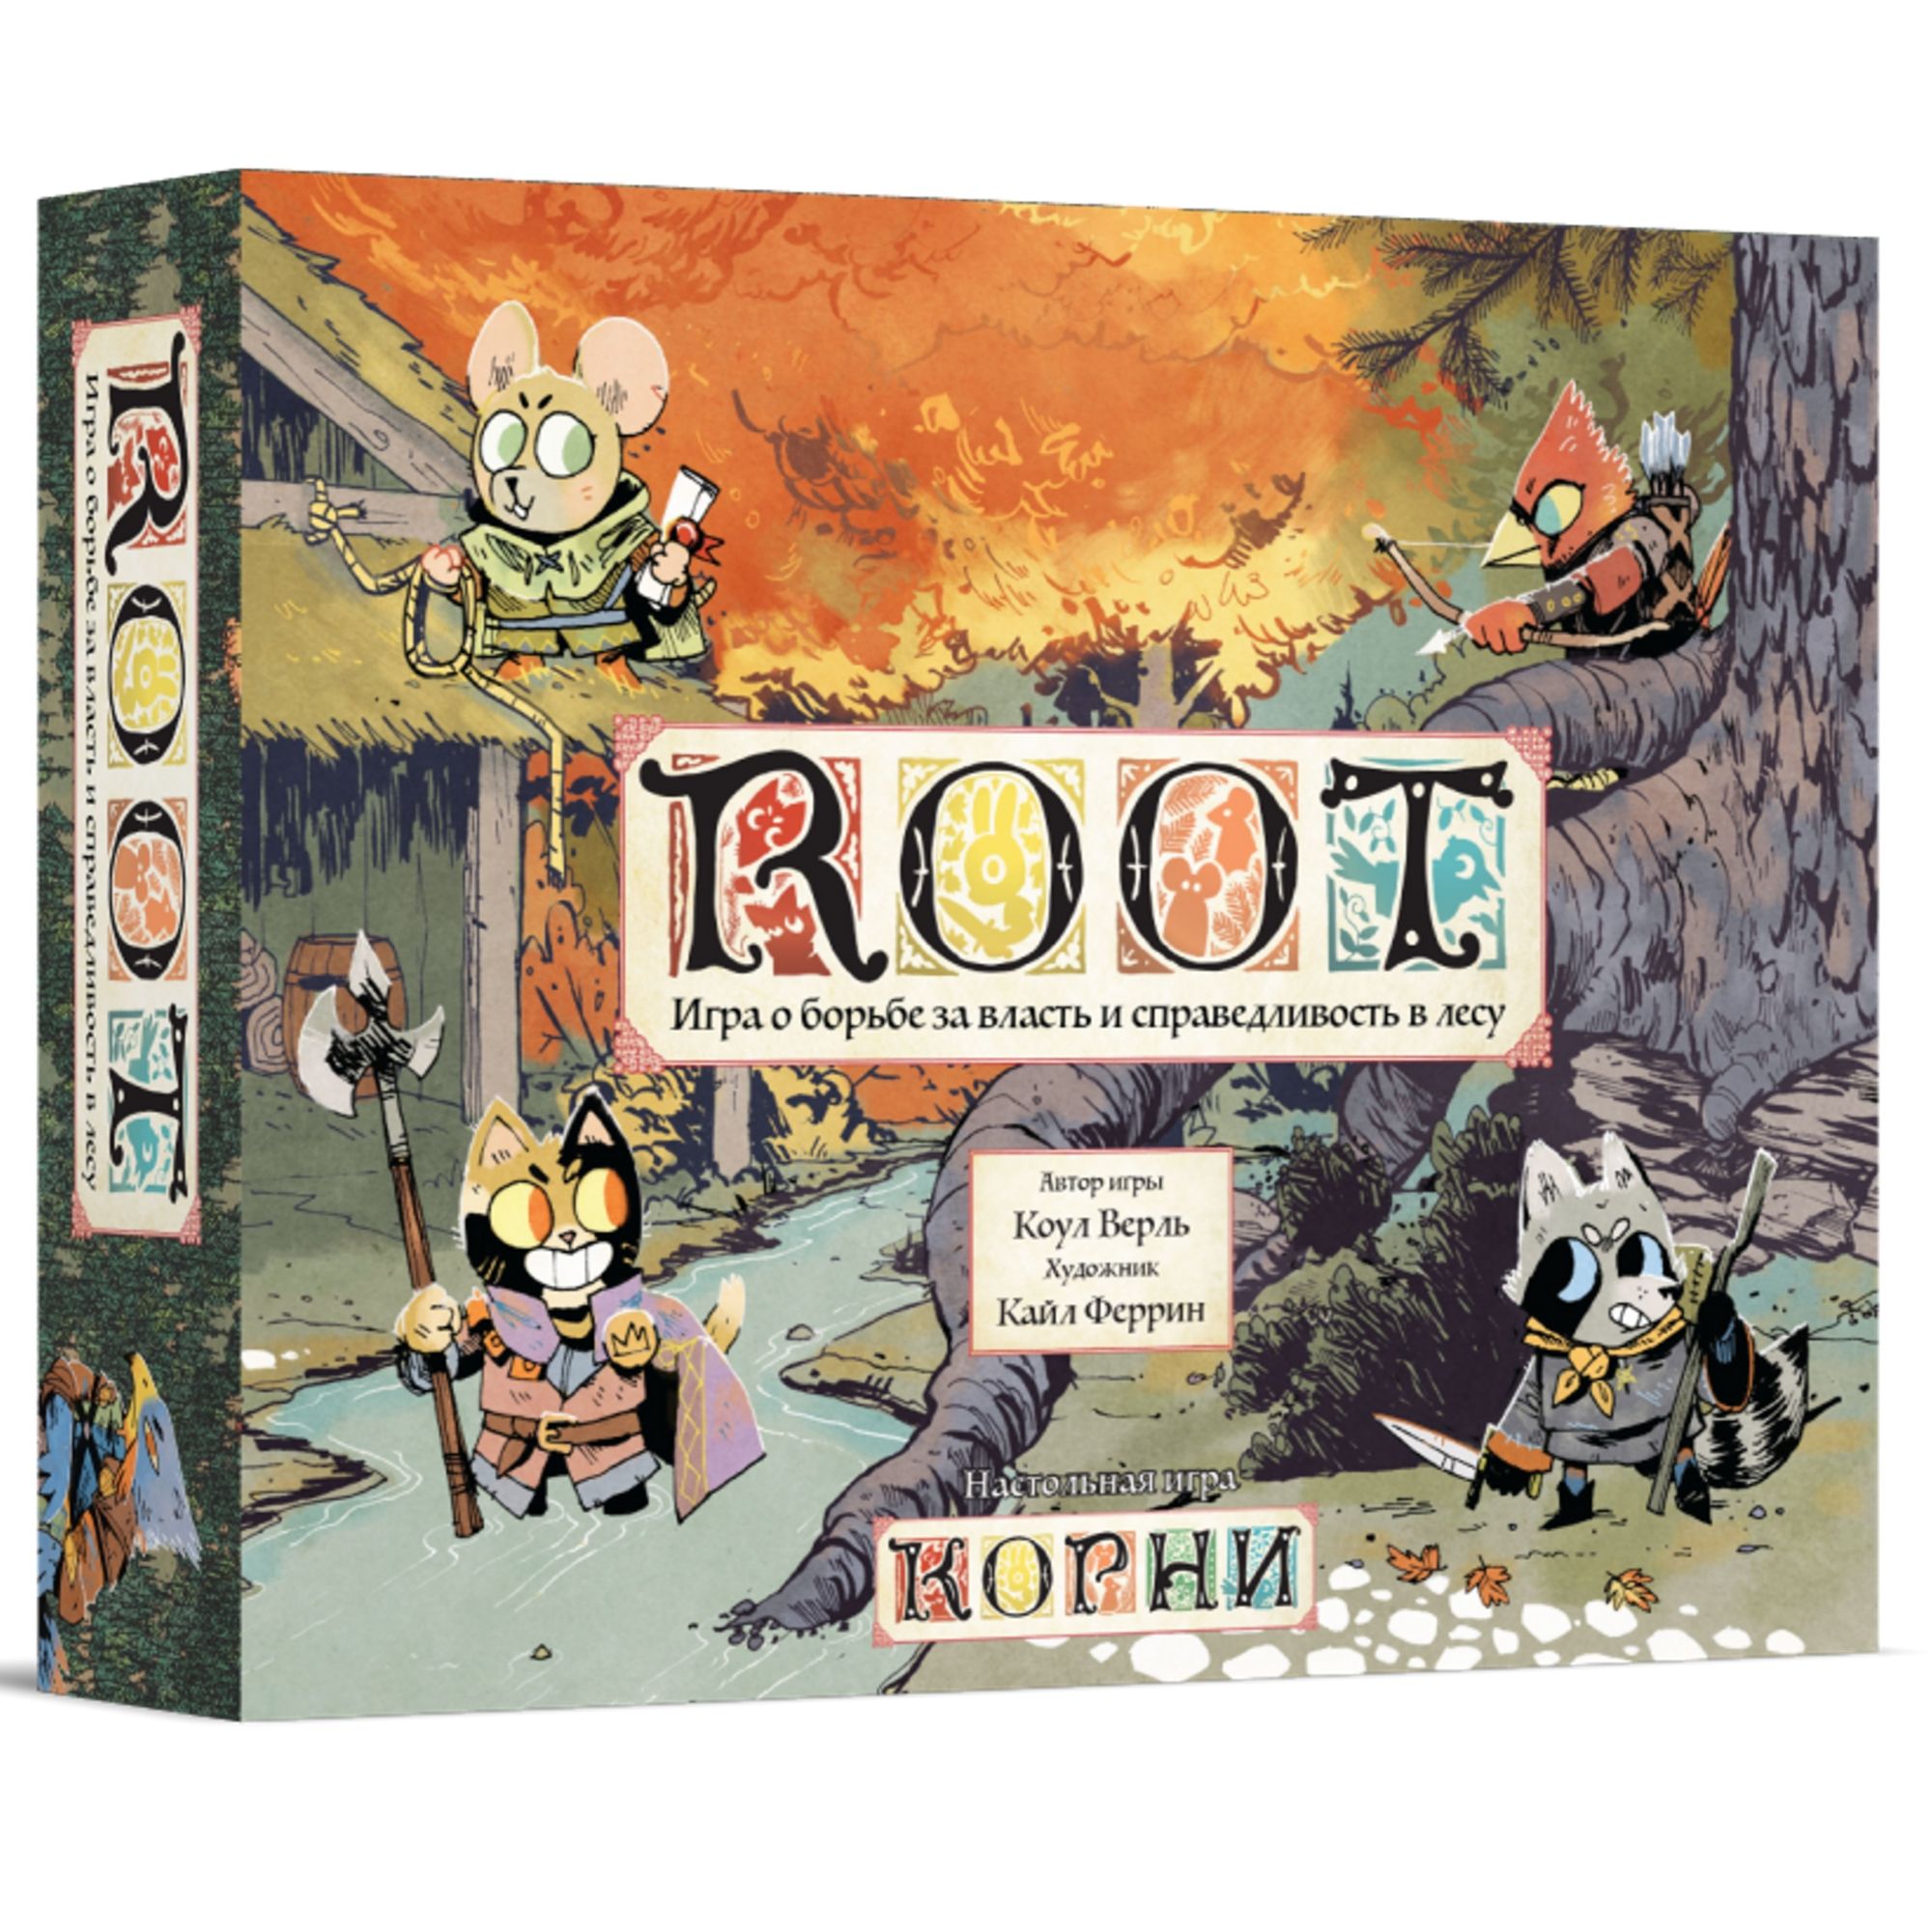 ROOT
Игра о борьбе за власть и справедливость в лесу
ROOT
Игра о борьбе за власть и справедливость в лесу
Автор игры
Коул Верль
Художник
Кайл Феррин
Настольная игра
КОРНИ